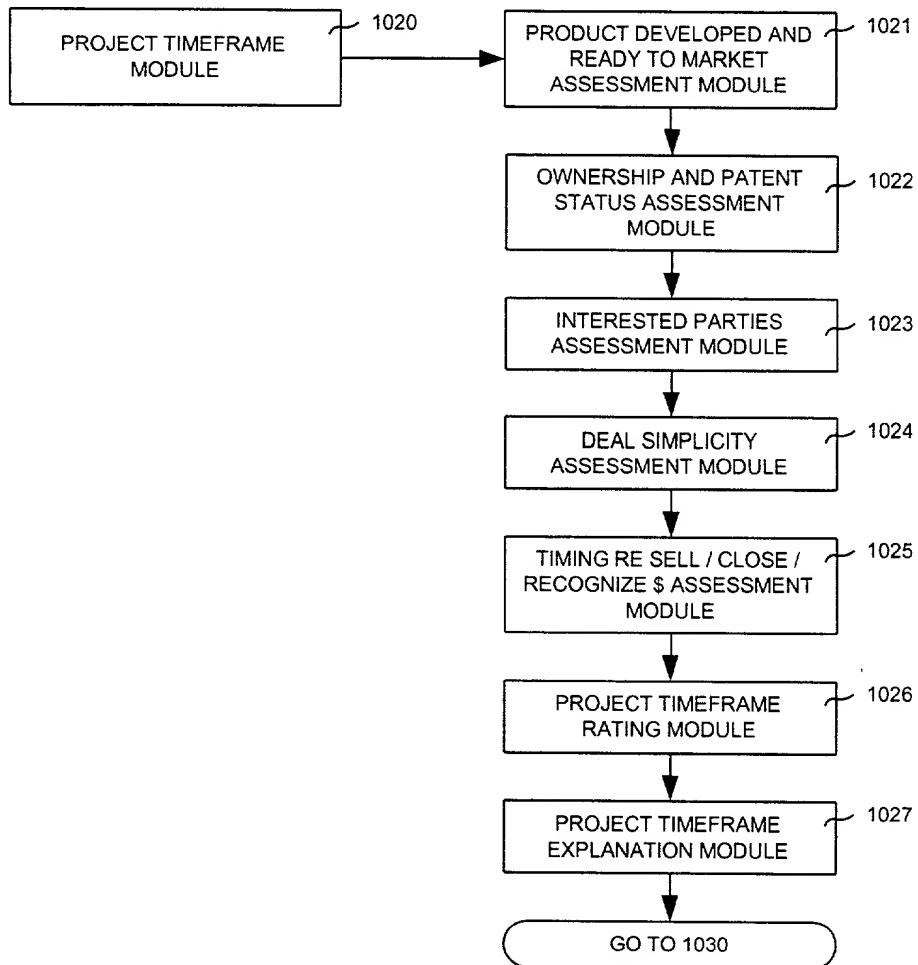 PROJECT TIMEFRAME
MODULE
1020
PRODUCT DEVELOPED AND
READY TO MARKET
ASSESSMENT MODULE
1021
OWNERSHIP AND PATENT
STATUS ASSESSMENT
MODULE
1022
INTERESTED PARTIES
ASSESSMENT MODULE
1023
DEAL SIMPLICITY
ASSESSMENT MODULE
1024
TIMING RE SELL / CLOSE /
RECOGNIZE $ ASSESSMENT
MODULE
1025
PROJECT TIMEFRAME
RATING MODULE
1026
PROJECT TIMEFRAME
EXPLANATION MODULE
1027
GO TO 1030